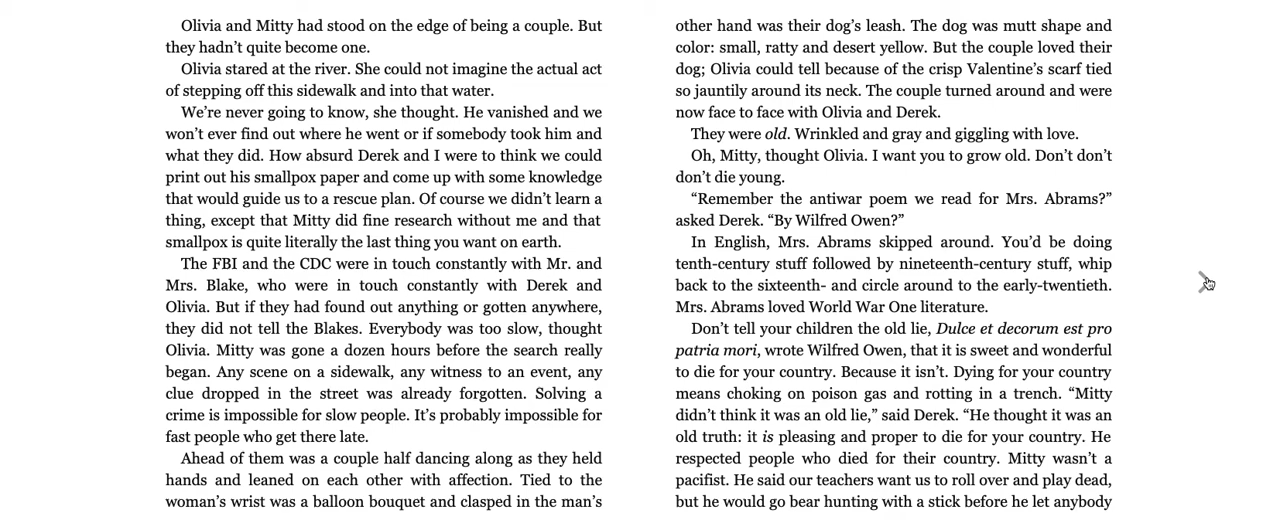 Olivia and Mitty had stood on the edge of being a couple. But
they hadn’t quite become one.
Olivia stared at the river. She could not imagine the actual act
of stepping off this sidewalk and into that water.
We’re never going to know, she thought. He vanished and we
won’t ever find out where he went or if somebody took him and
what they did. How absurd Derek and I were to think we could
print out his smallpox paper and come up with some knowledge
that would guide us to a rescue plan. Of course we didn’t learn a
thing, except that Mitty did fine research without me and that
smallpox is quite literally the last thing you want on earth.
The FBI and the CDC were in touch constantly with Mr. and
Mrs. Blake, who were in touch constantly with Derek and
Olivia. But if they had found out anything or gotten anywhere,
they did not tell the Blakes. Everybody was too slow, thought
Olivia. Mitty was gone a dozen hours before the search really
began. Any scene on a sidewalk, any witness to an event, any
clue dropped in the street was already forgotten. Solving a
crime is impossible for slow people. It’s probably impossible for
fast people who get there late.
Ahead of them was a couple half dancing along as they held
hands and leaned on each other with affection. Tied to the
woman’s wrist was a balloon bouquet and clasped in the man’s
other hand was their dog’s leash. The dog was mutt shape and
color: small, ratty and desert yellow. But the couple loved their
dog; Olivia could tell because of the crisp Valentine’s scarf tied
so jauntily around its neck. The couple turned around and were
now face to face with Olivia and Derek.
They were old. Wrinkled and gray and giggling with love.
Oh, Mitty, thought Olivia. I want you to grow old. Don’t don’t
don’t die young.
“Remember the antiwar poem we read for Mrs. Abrams?”
asked Derek. “By Wilfred Owen?”
In English, Mrs. Abrams skipped around. You’d be doing
tenth-century stuff followed by nineteenth-century stuff, whip
back to the sixteenth- and circle around to the early-twentieth.
Mrs. Abrams loved World War One literature.
Don’t tell your children the old lie, Dulce et decorum est pro
patria mori, wrote Wilfred Owen, that it is sweet and wonderful
to die for your country. Because it isn’t. Dying for your country
means choking on poison gas and rotting in a trench. “Mitty
didn’t think it was an old lie,” said Derek. “He thought it was an
old truth: it is pleasing and proper to die for your country. He
respected people who died for their country. Mitty wasn’t a
pacifist. He said our teachers want us to roll over and play dead,
but he would go bear hunting with a stick before he let anybody